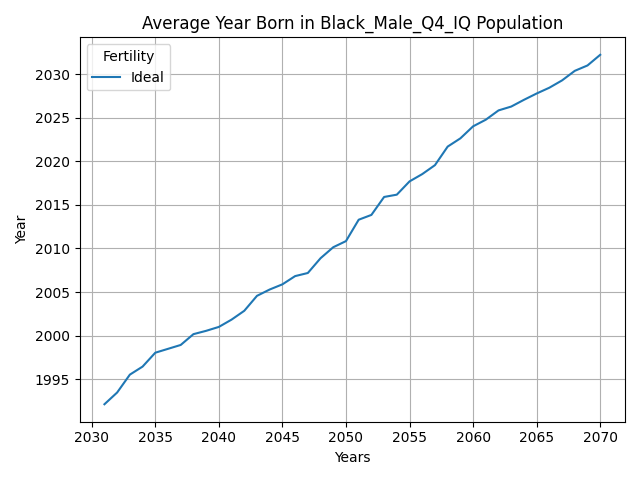 Average Year Born in Black_Male_Q4_IQ Population
Fertility
Ideal
Year
2030
2025
2020
2015
2010
2005
2000
1995
2030 2035 2040 2045 2050 2055 2060 2065 2070
Years